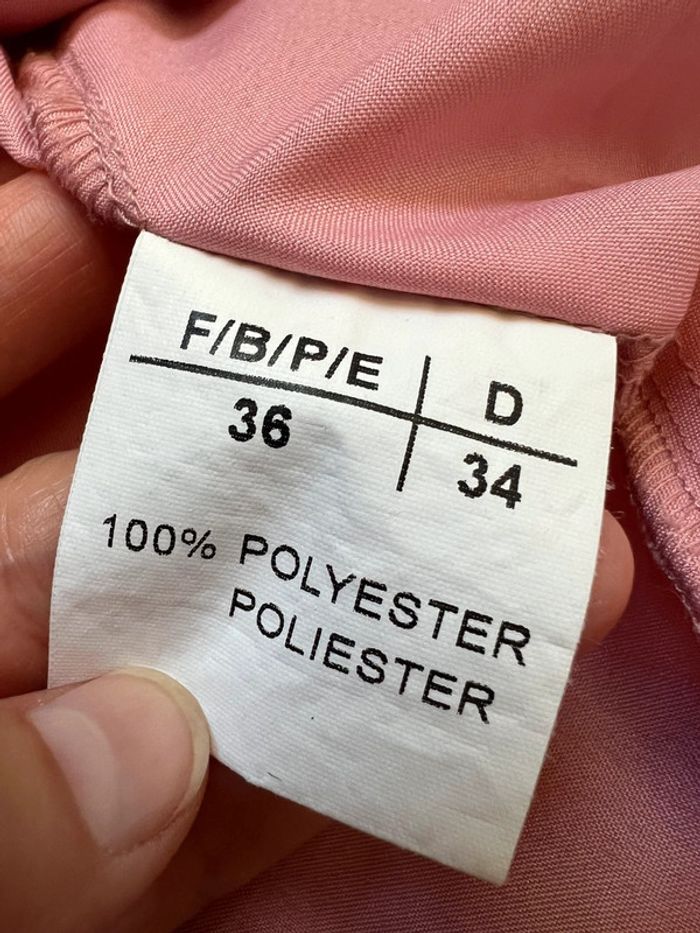 F/B/P/E D
36 34
100% POLYESTER
POLIESTER